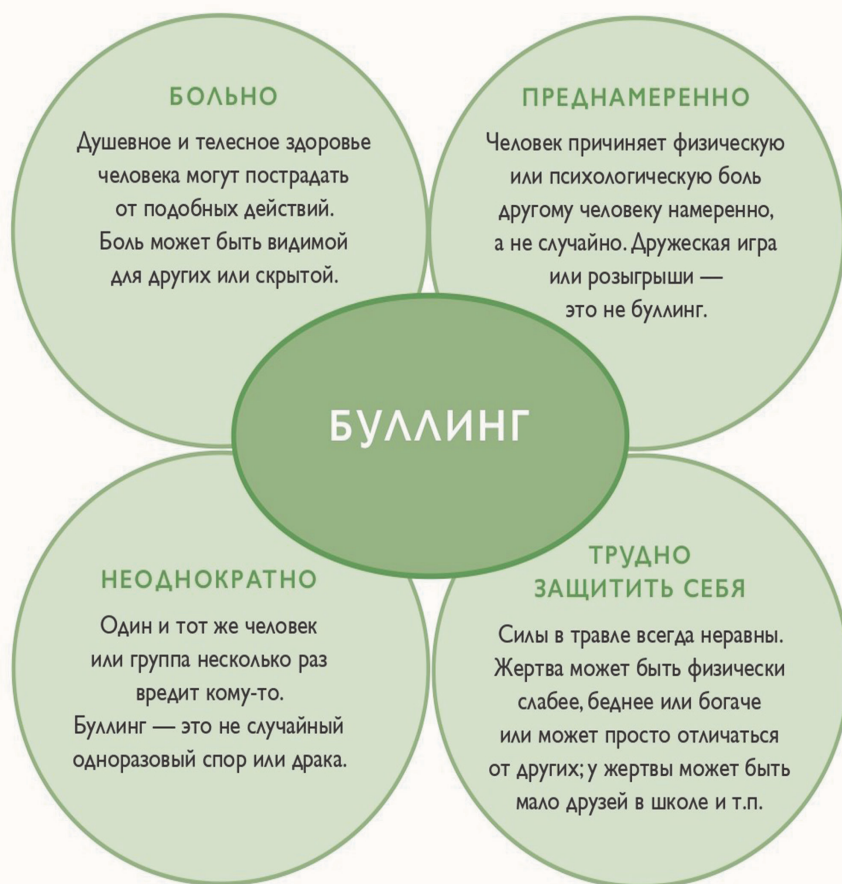 БОЛЬНО
Душевное и телесное здоровье
человека могут пострадать
от подобных действий.
Боль может быть видимой
для других или скрытой.
ПРЕДНАМЕРЕННО
Человек причиняет физическую
или психологическую боль
другому человеку намеренно,
а не случайно. Дружеская игра
или розыгрыши —
это не буллинг.
БУЛЛИНГ
НЕОДНОКРАТНО
Один и тот же человек
или группа несколько раз
вредит кому-то.
Буллинг — это не случайный
одноразовый спор или драка.
ТРУДНО
ЗАЩИТИТЬ СЕБЯ
Силы в травле всегда неравны.
Жертва может быть физически
слабее, беднее или богаче
или может просто отличаться
от других; у жертвы может быть
мало друзей в школе и т.п.